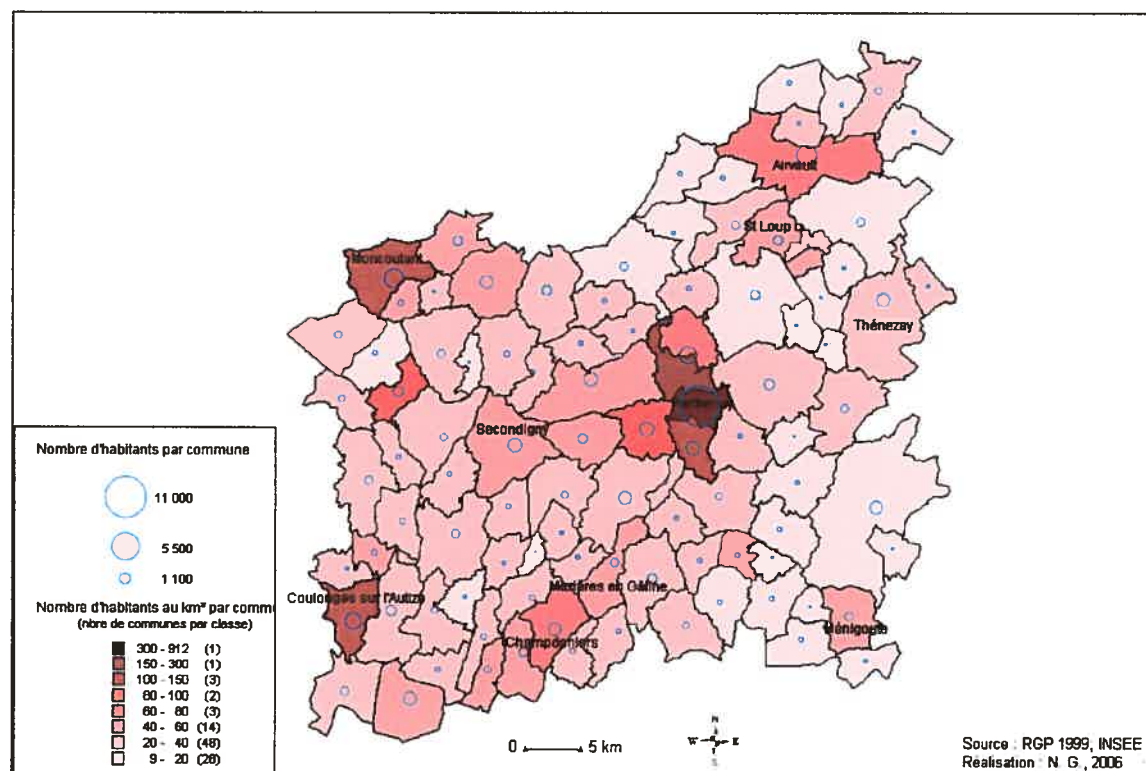 Airvault
St Loup
Moncoutant
Thénezay
Secondigny
Nombre d'habitants par commune
11 000
5 500
1 100
Coulonges sur l'Autize
Mazières en Gâtine
Champdeniers
Ménigoute
Nombre d'habitants au km² par commu
(nbre de communes par classe)
300 - 912 (1)
150 - 300 (1)
100 - 150 (3)
80 - 100 (2)
60 - 80 (3)
40 - 60 (14)
20 - 40 (48)
9 - 20 (28)
N
W E
S
0 5 km
Source : RGP 1999, INSEE
Réalisation : N. G., 2006